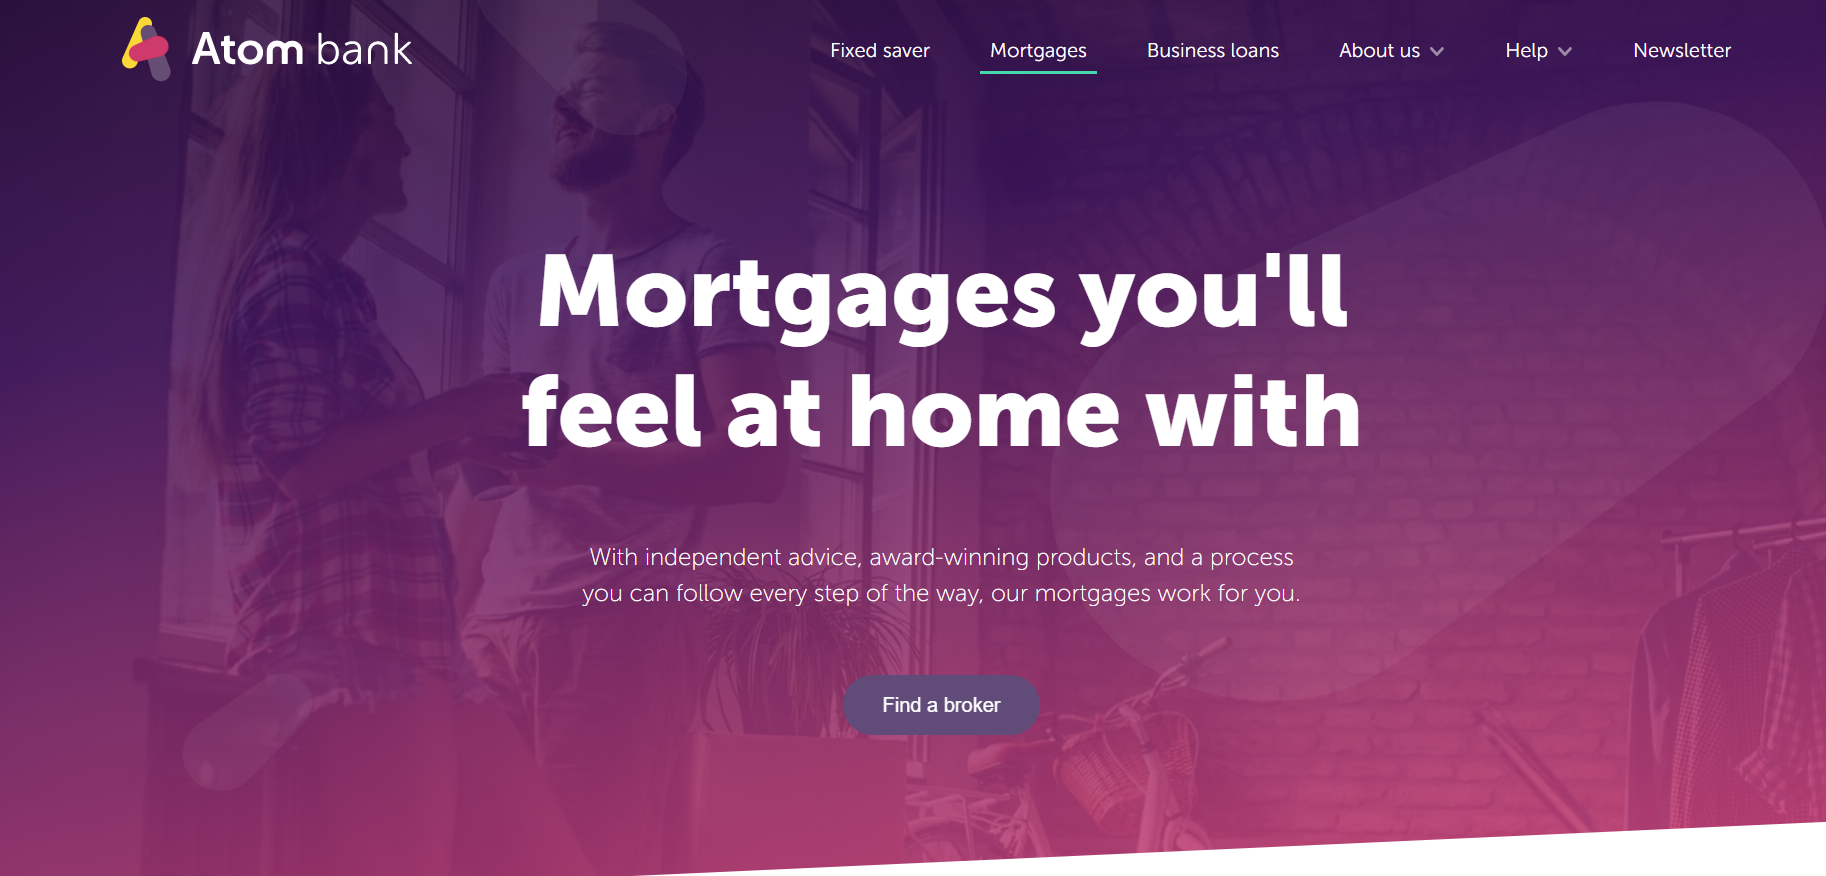 Atom bank
Fixed saver
Mortgages
Business loans
About us
Help
Newsletter
Mortgages you'll
feel at home with
With independent advice, award-winning products, and a process
you can follow every step of the way, our mortgages work for you.
Find a broker